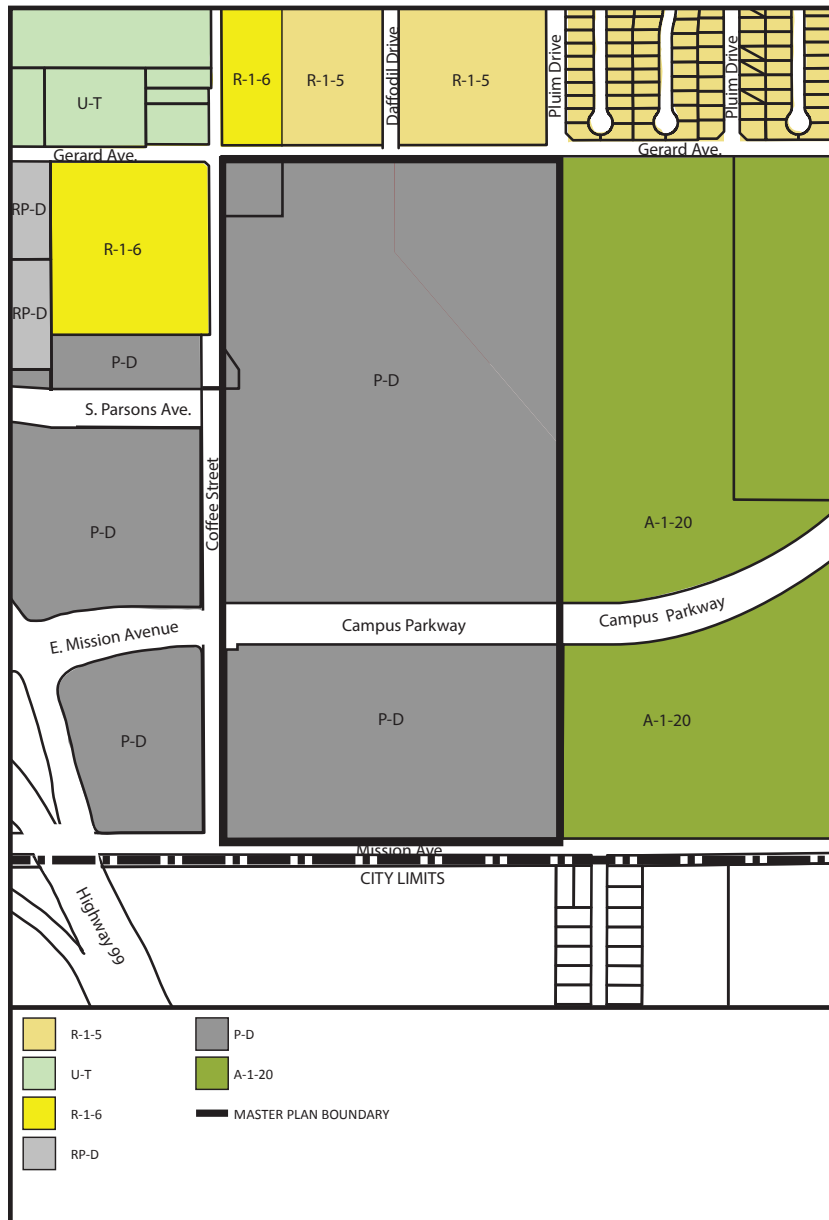 R-1-6
R-1-5
Daffodil Drive
R-1-5
Pluim Drive
Pluim Drive
U-T
Gerard Ave.
Gerard Ave.
RP-D
R-1-6
RP-D
P-D
P-D
S. Parsons Ave.
Coffee Street
P-D
A-1-20
E. Mission Avenue
Campus Parkway
Campus Parkway
P-D
P-D
A-1-20
Mission Ave
CITY LIMITS
Highway 99
R-1-5
P-D
U-T
A-1-20
R-1-6
MASTER PLAN BOUNDARY
RP-D